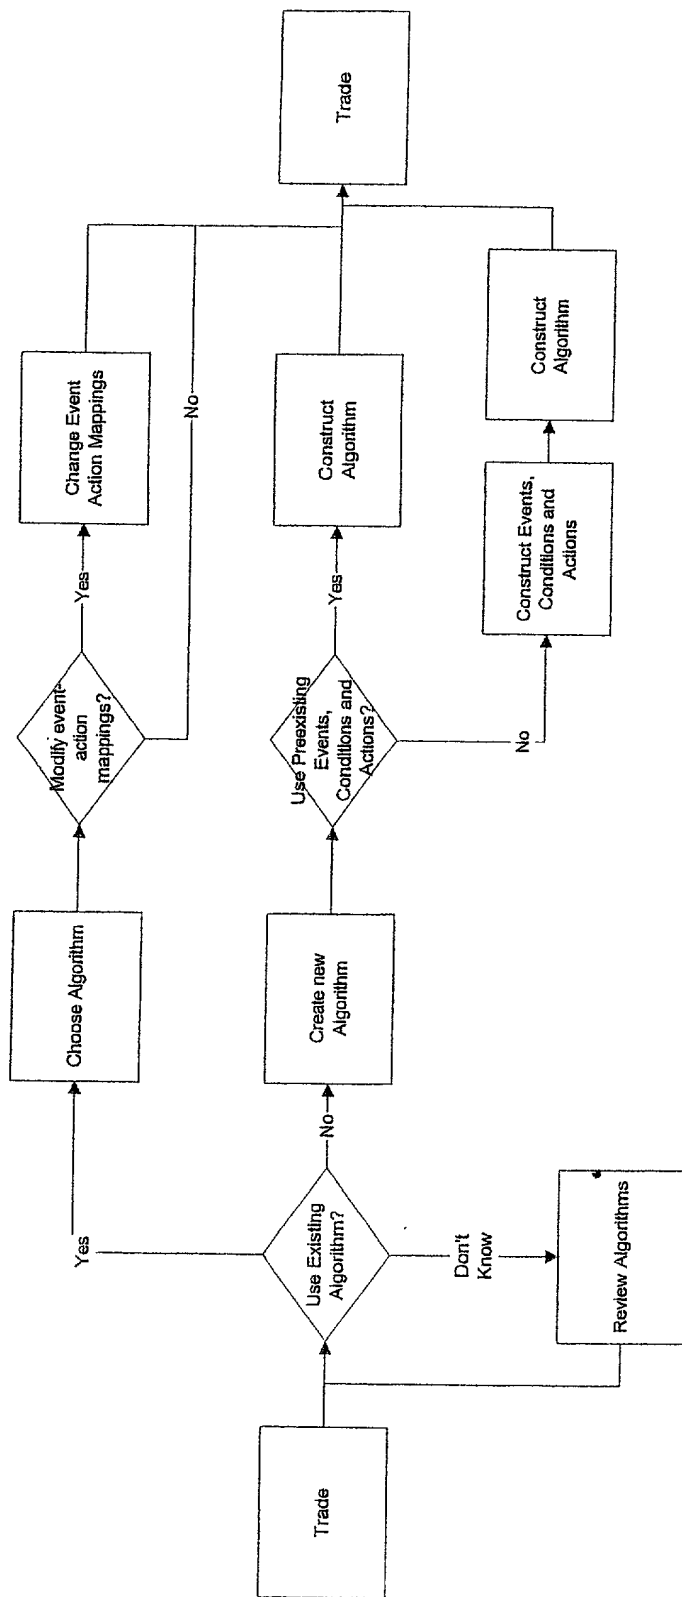 Trade
Use Existing
Algorithm?
Yes
No
Don't
Know
Review Algorithms
Choose Algorithm
Create new
Algorithm
Modify event-
action
mappings?
Yes
No
Use Preexisting
Events,
Conditions and
Actions?
Yes
No
Change Event
Action Mappings
Construct
Algorithm
Construct Events,
Conditions and
Actions
Construct
Algorithm
Trade